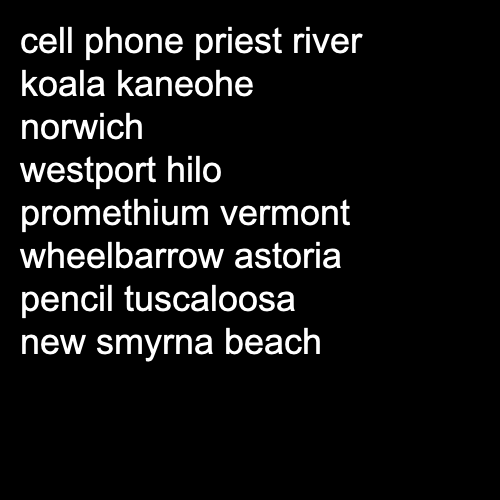 cell phone priest river
koala kaneohe
norwich
westport hilo
promethium vermont
wheelbarrow astoria
pencil tuscaloosa
new smyrna beach